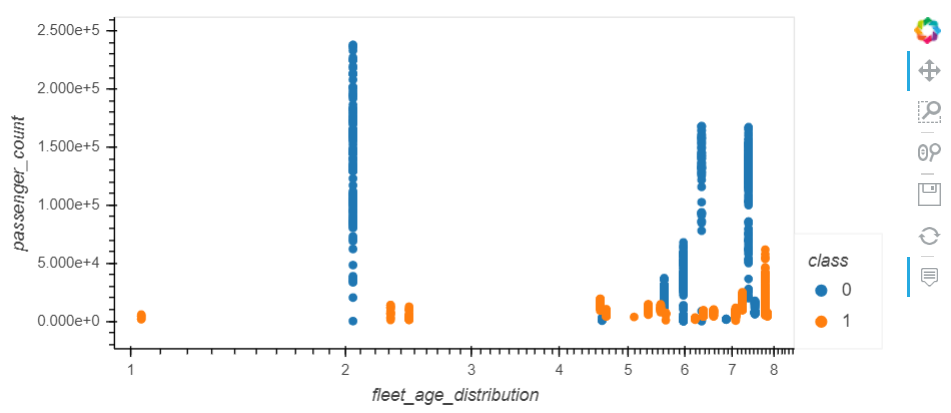 2.500e+5
2.000e+5
1.500e+5
1.000e+5
5.000e+4
0.000e+0
passenger_count
1 2 3 4 5 6 7 8
fleet_age_distribution
class
0
1